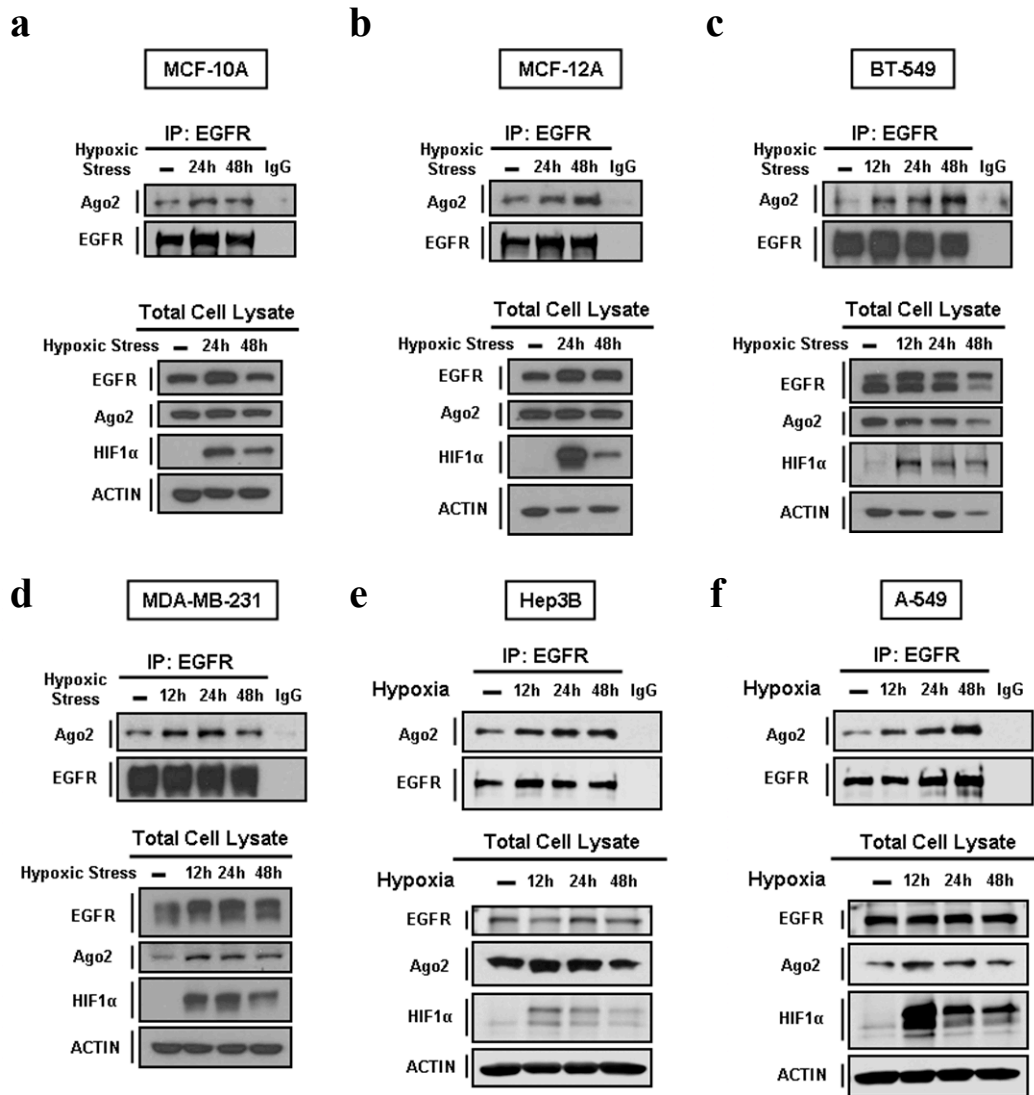 a
MCF-10A
IP: EGFR
Hypoxic Stress – 24h 48h IgG
Ago2
EGFR
Total Cell Lysate
Hypoxic Stress – 24h 48h
EGFR
Ago2
HIF1α
ACTIN
b
MCF-12A
IP: EGFR
Hypoxic Stress – 24h 48h IgG
Ago2
EGFR
Total Cell Lysate
Hypoxic Stress – 24h 48h
EGFR
Ago2
HIF1α
ACTIN
c
BT-549
IP: EGFR
Hypoxic Stress – 12h 24h 48h IgG
Ago2
EGFR
Total Cell Lysate
Hypoxic Stress – 12h 24h 48h
EGFR
Ago2
HIF1α
ACTIN
d
MDA-MB-231
IP: EGFR
Hypoxic Stress – 12h 24h 48h IgG
Ago2
EGFR
Total Cell Lysate
Hypoxic Stress – 12h 24h 48h
EGFR
Ago2
HIF1α
ACTIN
e
Hep3B
IP: EGFR
Hypoxia – 12h 24h 48h IgG
Ago2
EGFR
Total Cell Lysate
Hypoxia – 12h 24h 48h
EGFR
Ago2
HIF1α
ACTIN
f
A-549
IP: EGFR
Hypoxia – 12h 24h 48h IgG
Ago2
EGFR
Total Cell Lysate
Hypoxia – 12h 24h 48h
EGFR
Ago2
HIF1α
ACTIN